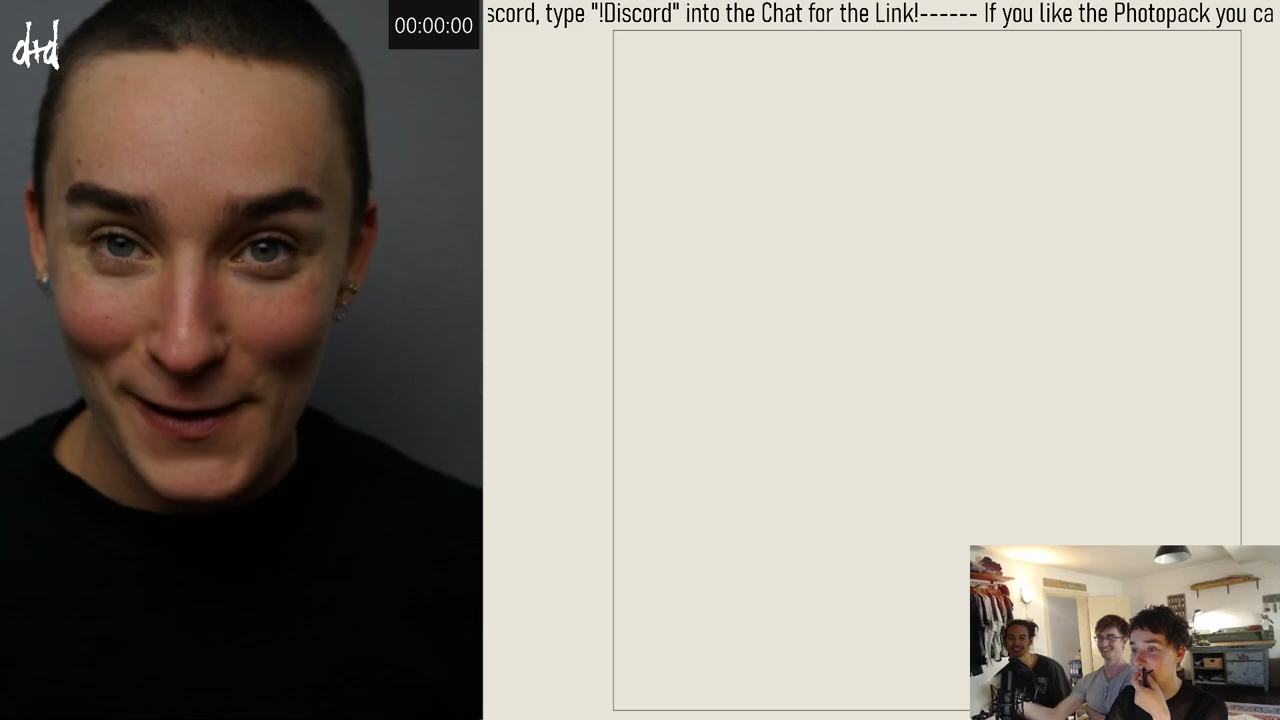 d+d
00:00:00
scord, type "!Discord" into the Chat for the Link!------ If you like the Photopack you ca